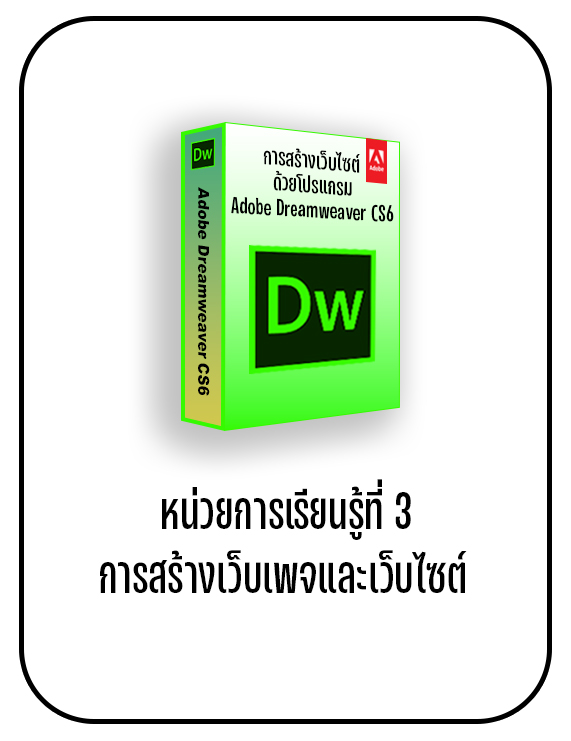 Dw
Adobe Dreamweaver CS6
การสร้างเว็บไซต์
ด้วยโปรแกรม
Adobe Dreamweaver CS6
Adobe
Dw
หน่วยการเรียนรู้ที่ 3
การสร้างเว็บเพจและเว็บไซต์